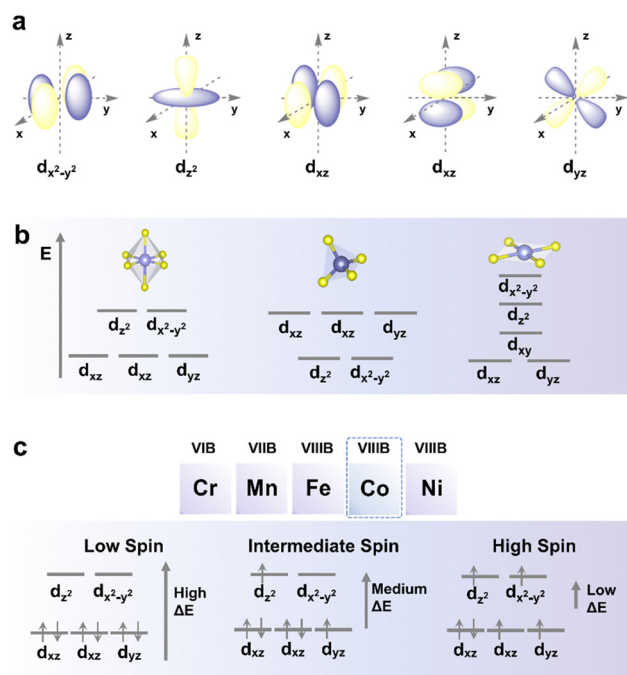 a
z z z z z
y y y y y
x x x x x
dx²-y² dz² dxz dxz dyz
b
E
dx²-y²
dz² dx²-y² dxz dxz dyz dz²
dxy
dxz dxz dyz dz² dx²-y² dxz dyz
c
VIB VIIB VIIIB VIIIB VIIIB
Cr Mn Fe Co Ni
Low Spin Intermediate Spin High Spin
dz² dx²-y² High ΔE dz² dx²-y² Medium ΔE dz² dx²-y² Low ΔE
dxz dxz dyz dxz dxz dyz dxz dxz dyz